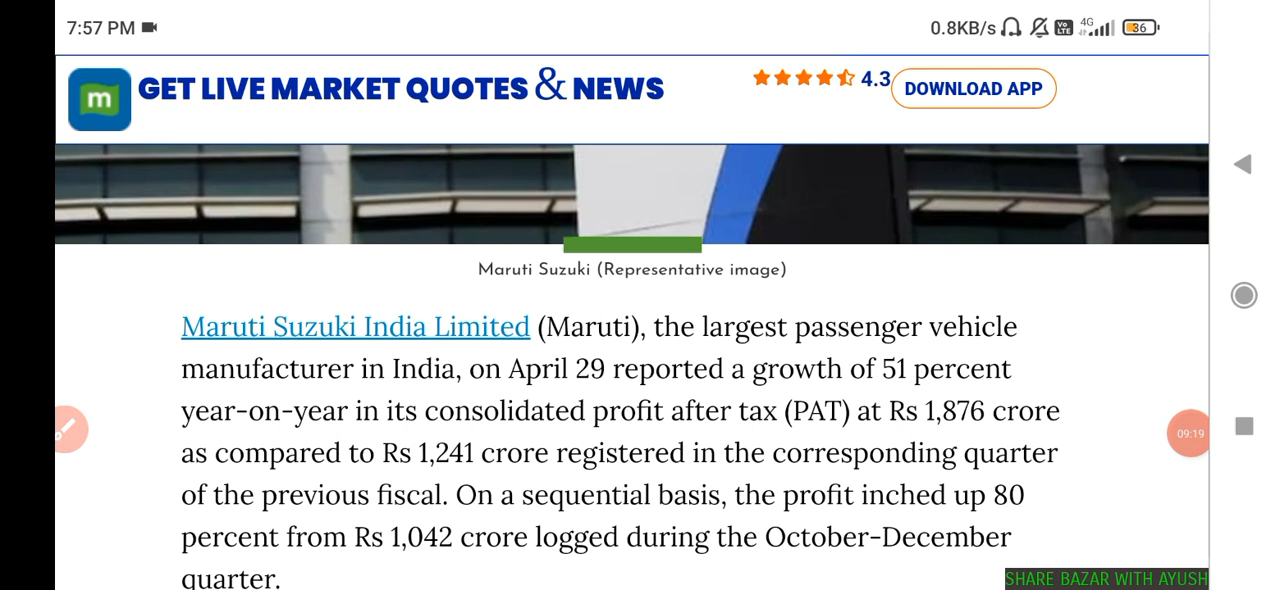 7:57 PM
0.8KB/s
Vo LTE
4G
36
m
GET LIVE MARKET QUOTES & NEWS
4.3
DOWNLOAD APP
Maruti Suzuki (Representative image)
Maruti Suzuki India Limited (Maruti), the largest passenger vehicle
manufacturer in India, on April 29 reported a growth of 51 percent
year-on-year in its consolidated profit after tax (PAT) at Rs 1,876 crore
as compared to Rs 1,241 crore registered in the corresponding quarter
of the previous fiscal. On a sequential basis, the profit inched up 80
percent from Rs 1,042 crore logged during the October-December
quarter.
09:19
SHARE BAZAR WITH AYUSH